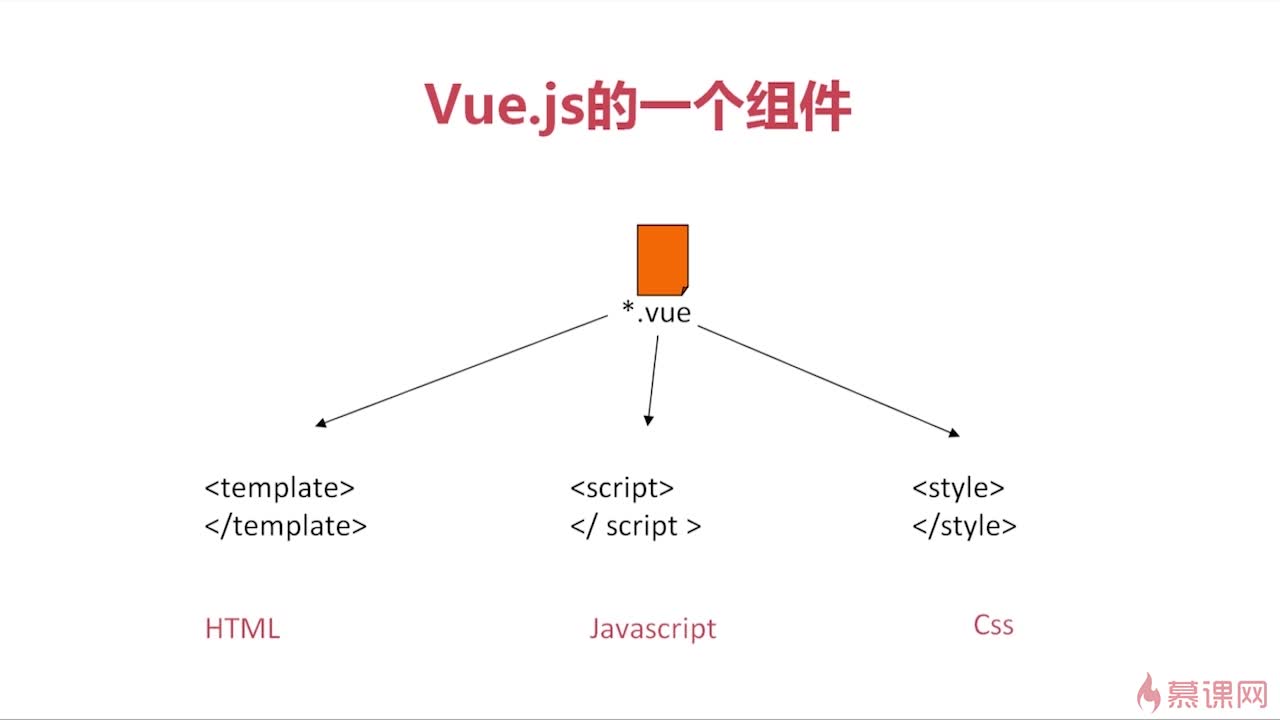 Vue.js的一个组件
*.vue
<template>
</template>
<script>
</ script >
<style>
</style>
HTML
Javascript
Css
慕课网